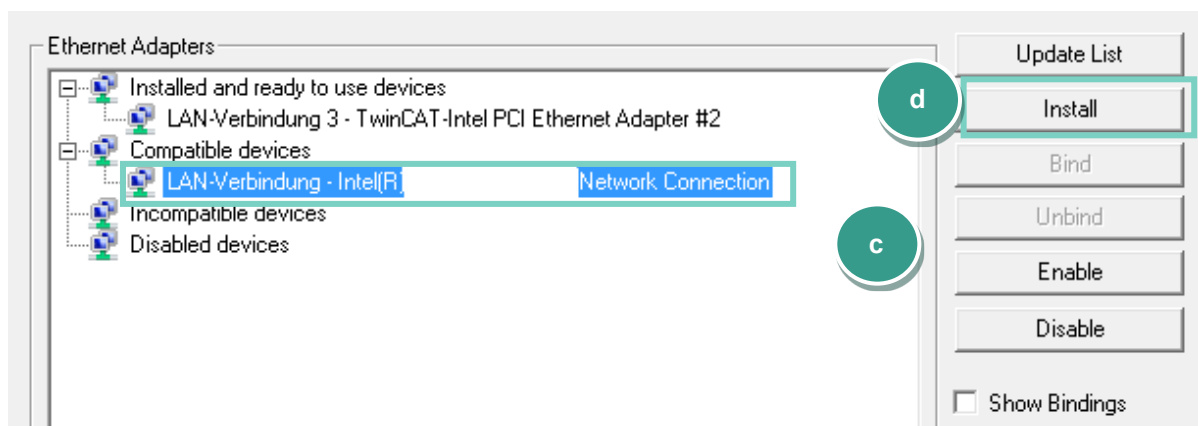 Ethernet Adapters
Installed and ready to use devices
LAN-Verbindung 3 - TwinCAT-Intel PCI Ethernet Adapter #2
Compatible devices
LAN-Verbindung - Intel(R) Network Connection
Incompatible devices
Disabled devices
Update List
d
Install
Bind
Unbind
c
Enable
Disable
Show Bindings